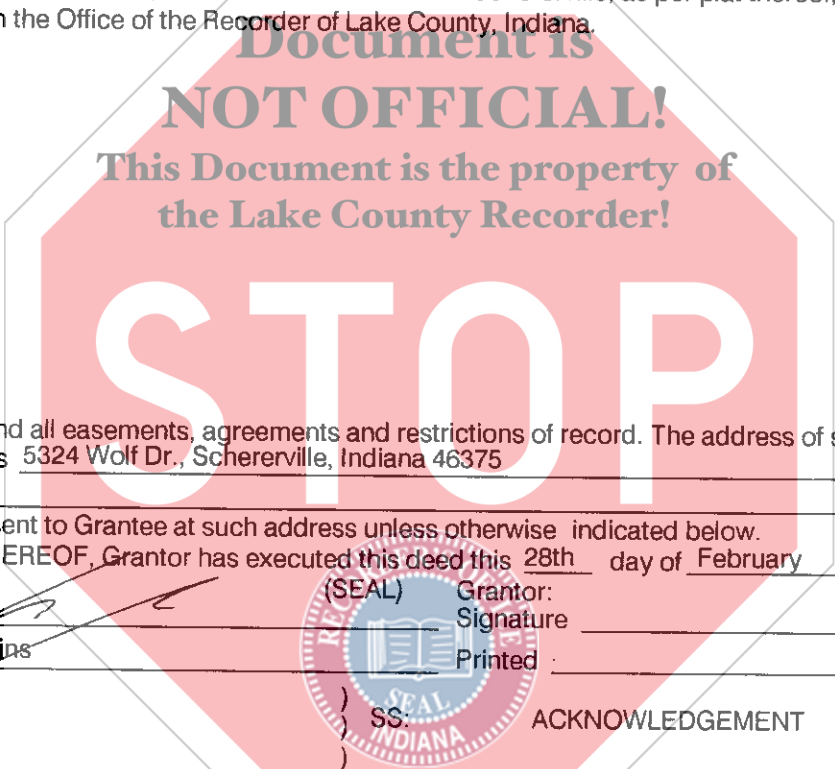 n the Office of the Recorder of Lake County, Indiana.
Document is
NOT OFFICIAL!
This Document is the property of
the Lake County Recorder!
STOP
nd all easements, agreements and restrictions of record. The address of s
s 5324 Wolf Dr., Schererville, Indiana 46375
ent to Grantee at such address unless otherwise indicated below.
EREOF, Grantor has executed this deed this 28th day of February
(SEAL) Grantor:
Signature
ins Printed
SEAL
INDIANA
) SS: ACKNOWLEDGEMENT
)
)